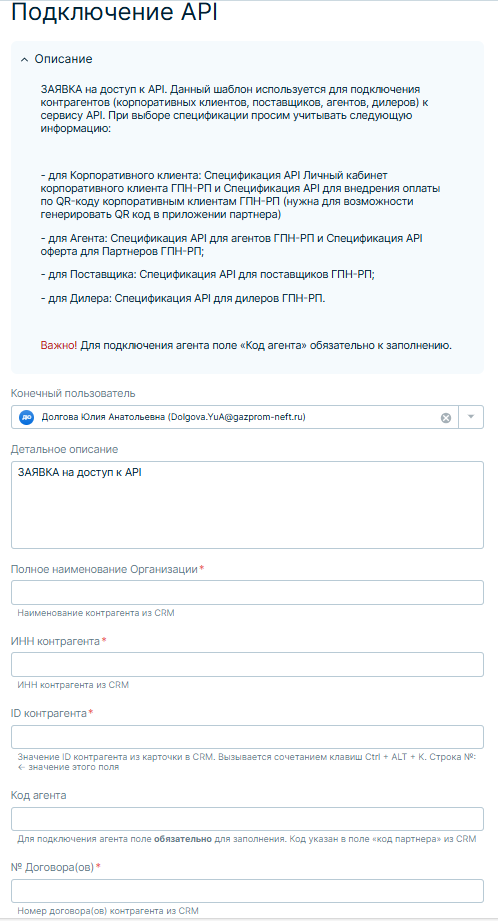 Подключение API
Описание
ЗАЯВКА на доступ к API. Данный шаблон используется для подключения
контрагентов (корпоративных клиентов, поставщиков, агентов, дилеров) к
сервису API. При выборе спецификации просим учитывать следующую
информацию:
- для Корпоративного клиента: Спецификация API Личный кабинет
корпоративного клиента ГПН-РП и Спецификация API для внедрения оплаты
по QR-коду корпоративным клиентам ГПН-РП (нужна для возможности
генерировать QR код в приложении партнера)
- для Агента: Спецификация API для агентов ГПН-РП и Спецификация API
оферта для Партнеров ГПН-РП;
- для Поставщика: Спецификация API для поставщиков ГПН-РП;
- для Дилера: Спецификация API для дилеров ГПН-РП.
Важно! Для подключения агента поле «Код агента» обязательно к заполнению.
Конечный пользователь
ДЮ Долгова Юлия Анатольевна (Dolgova.YuA@gazprom-neft.ru)
Детальное описание
ЗАЯВКА на доступ к API
Полное наименование Организации*
Наименование контрагента из CRM
ИНН контрагента*
ИНН контрагента из CRM
ID контрагента*
Значение ID контрагента из карточки в CRM. Вызывается сочетанием клавиш Ctrl + ALT + K. Строка №:
← значение этого поля
Код агента
Для подключения агента поле обязательно для заполнения. Код указан в поле «код партнера» из CRM
№ Договора(ов)*
Номер договора(ов) контрагента из CRM